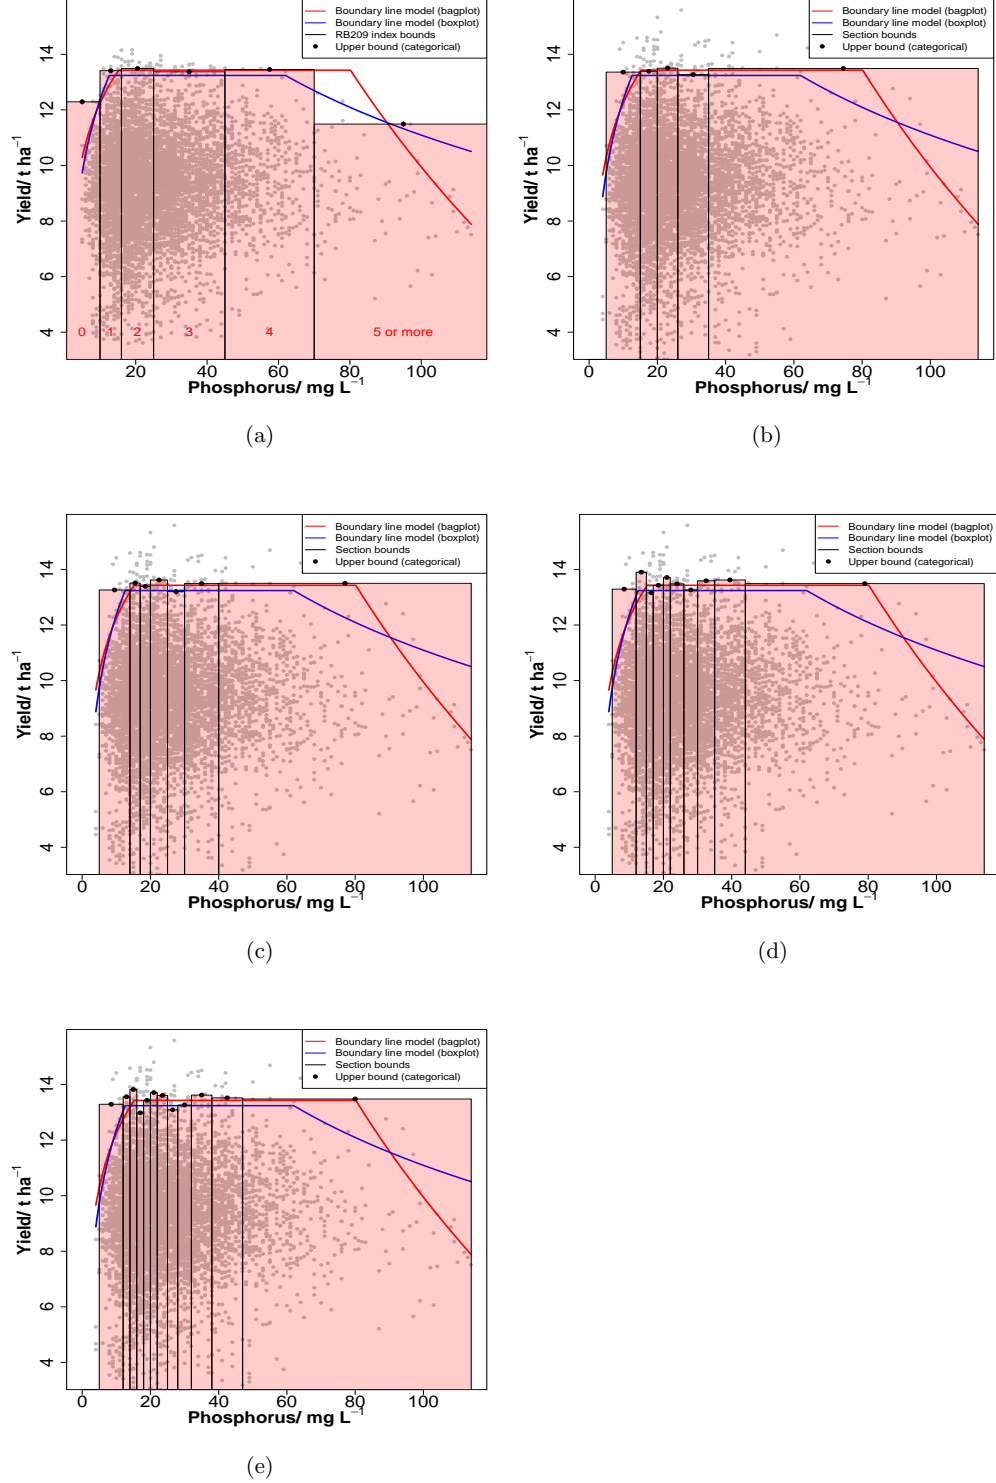 Boundary line model (bagplot)
Boundary line model (boxplot)
RB209 index bounds
Upper bound (categorical)
Yield/ t ha⁻¹
14
12
10
8
6
4
0 1 2 3 4 5 or more
20 40 60 80 100
Phosphorus/ mg L⁻¹
(a)
Boundary line model (bagplot)
Boundary line model (boxplot)
Section bounds
Upper bound (categorical)
Yield/ t ha⁻¹
14
12
10
8
6
4
0 20 40 60 80 100
Phosphorus/ mg L⁻¹
(b)
Boundary line model (bagplot)
Boundary line model (boxplot)
Section bounds
Upper bound (categorical)
Yield/ t ha⁻¹
14
12
10
8
6
4
0 20 40 60 80 100
Phosphorus/ mg L⁻¹
(c)
Boundary line model (bagplot)
Boundary line model (boxplot)
Section bounds
Upper bound (categorical)
Yield/ t ha⁻¹
14
12
10
8
6
4
0 20 40 60 80 100
Phosphorus/ mg L⁻¹
(d)
Boundary line model (bagplot)
Boundary line model (boxplot)
Section bounds
Upper bound (categorical)
Yield/ t ha⁻¹
14
12
10
8
6
4
0 20 40 60 80 100
Phosphorus/ mg L⁻¹
(e)